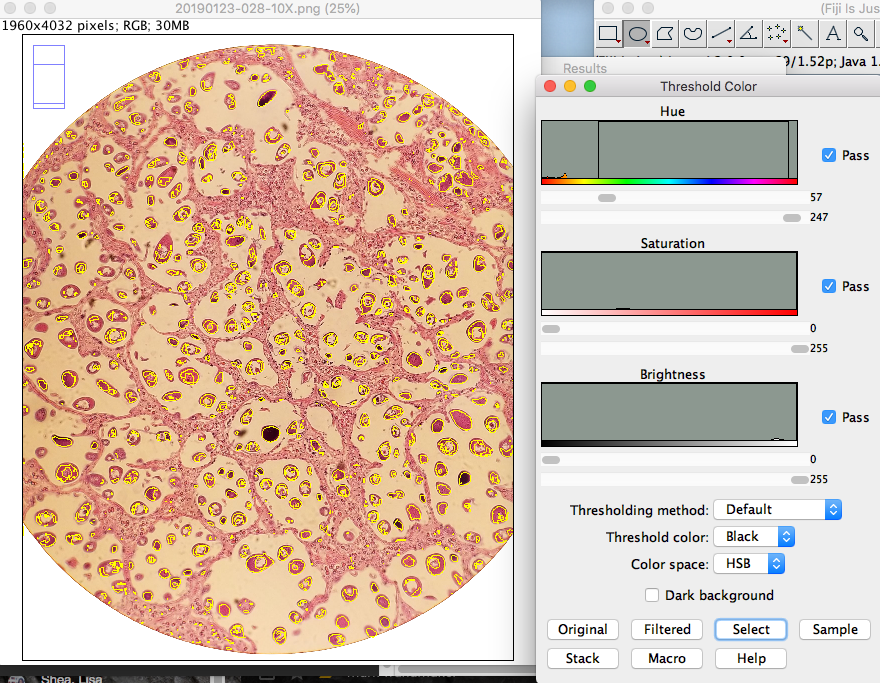 20190123-028-10X.png (25%)
(Fiji Is Jus
1960x4032 pixels; RGB; 30MB
A
9/1.52p; Java 1.
Results
Threshold Color
Hue
Pass
57
247
Saturation
Pass
0
255
Brightness
Pass
0
255
Thresholding method: Default
Threshold color: Black
Color space: HSB
Dark background
Original Filtered Select Sample
Stack Macro Help
Shea, Lisa